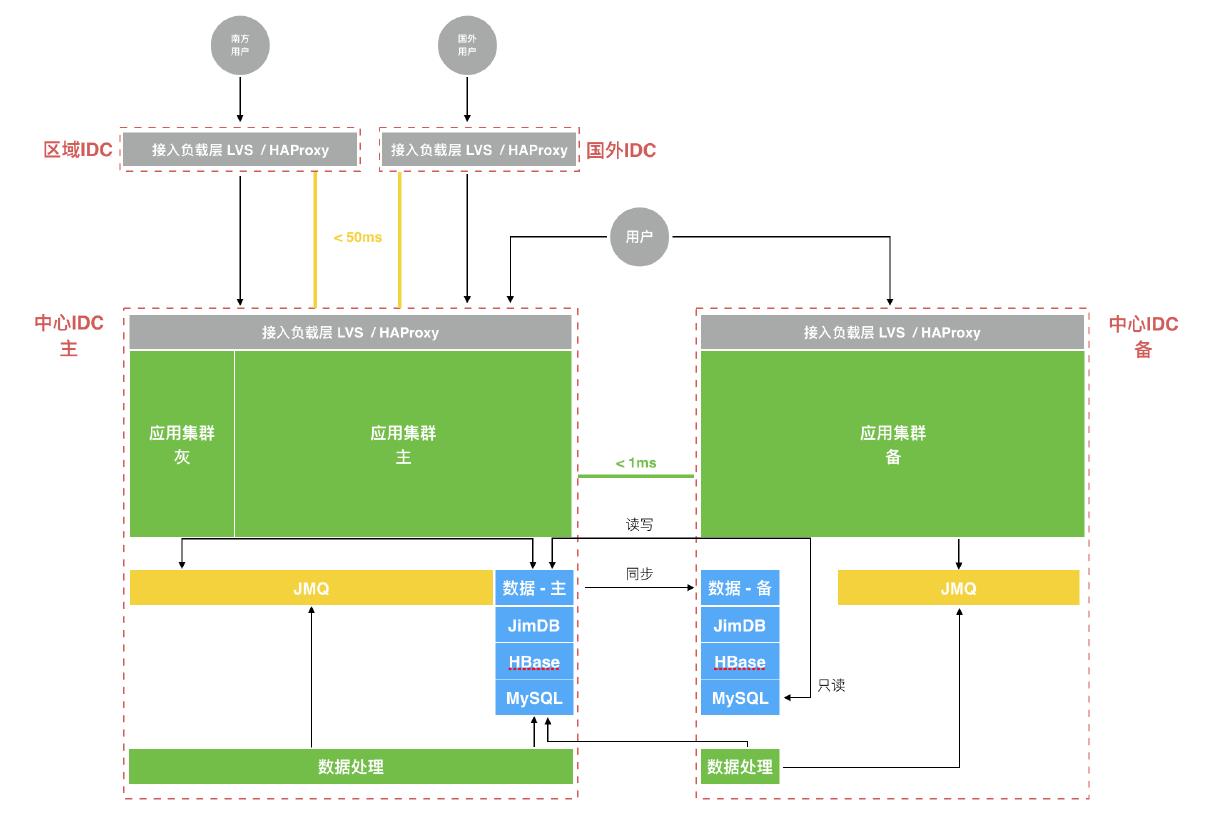 南方
用户
国外
用户
区域IDC
接入负载层 LVS / HAProxy
接入负载层 LVS / HAProxy
国外IDC
< 50ms
用户
中心IDC
主
接入负载层 LVS / HAProxy
接入负载层 LVS / HAProxy
中心IDC
备
应用集群
灰
应用集群
主
应用集群
备
< 1ms
读写
JMQ
数据 - 主
同步
数据 - 备
JMQ
JimDB
JimDB
HBase
HBase
MySQL
MySQL
只读
数据处理
数据处理